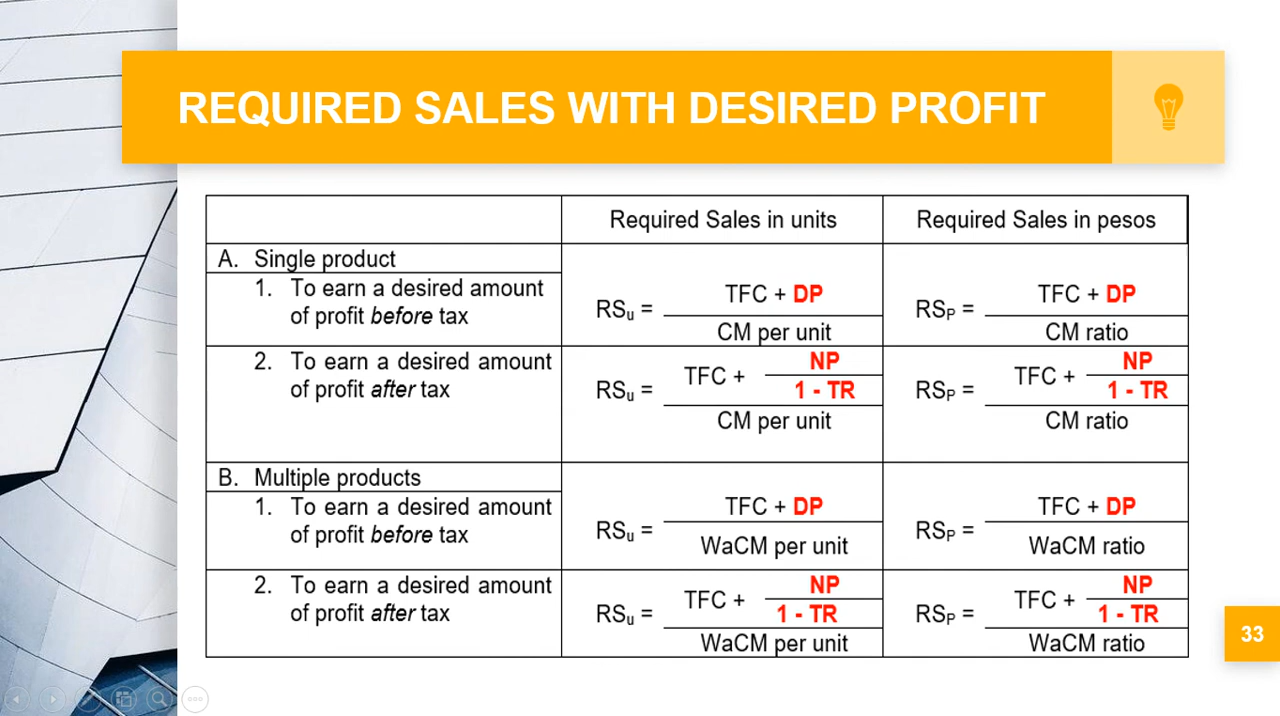 REQUIRED SALES WITH DESIRED PROFIT
Required Sales in units
Required Sales in pesos
A. Single product
1. To earn a desired amount
of profit before tax
RSu =
TFC + DP
CM per unit
RSP =
TFC + DP
CM ratio
2. To earn a desired amount
of profit after tax
RSu =
TFC +
NP
1 - TR
CM per unit
RSP =
TFC +
NP
1 - TR
CM ratio
B. Multiple products
1. To earn a desired amount
of profit before tax
RSu =
TFC + DP
WaCM per unit
RSP =
TFC + DP
WaCM ratio
2. To earn a desired amount
of profit after tax
RSu =
TFC +
NP
1 - TR
WaCM per unit
RSP =
TFC +
NP
1 - TR
WaCM ratio
33